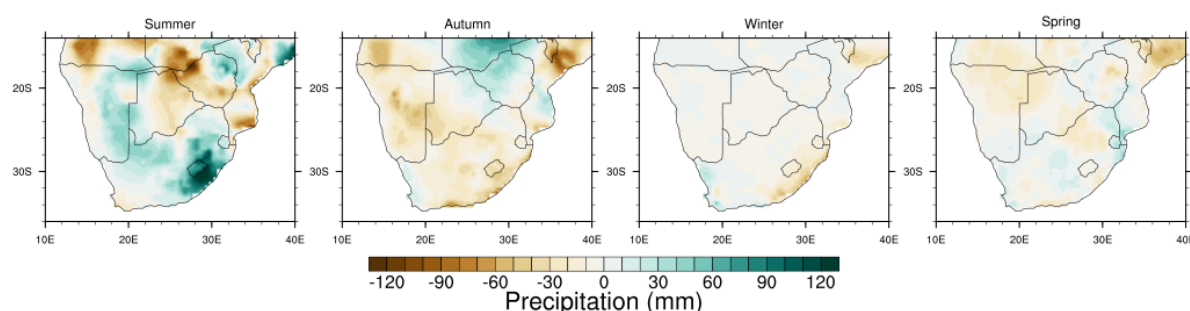 Summer Autumn Winter Spring
20S 20S 20S 20S
30S 30S 30S 30S
10E 20E 30E 40E 10E 20E 30E 40E 10E 20E 30E 40E 10E 20E 30E 40E
-120 -90 -60 -30 0 30 60 90 120
Precipitation (mm)